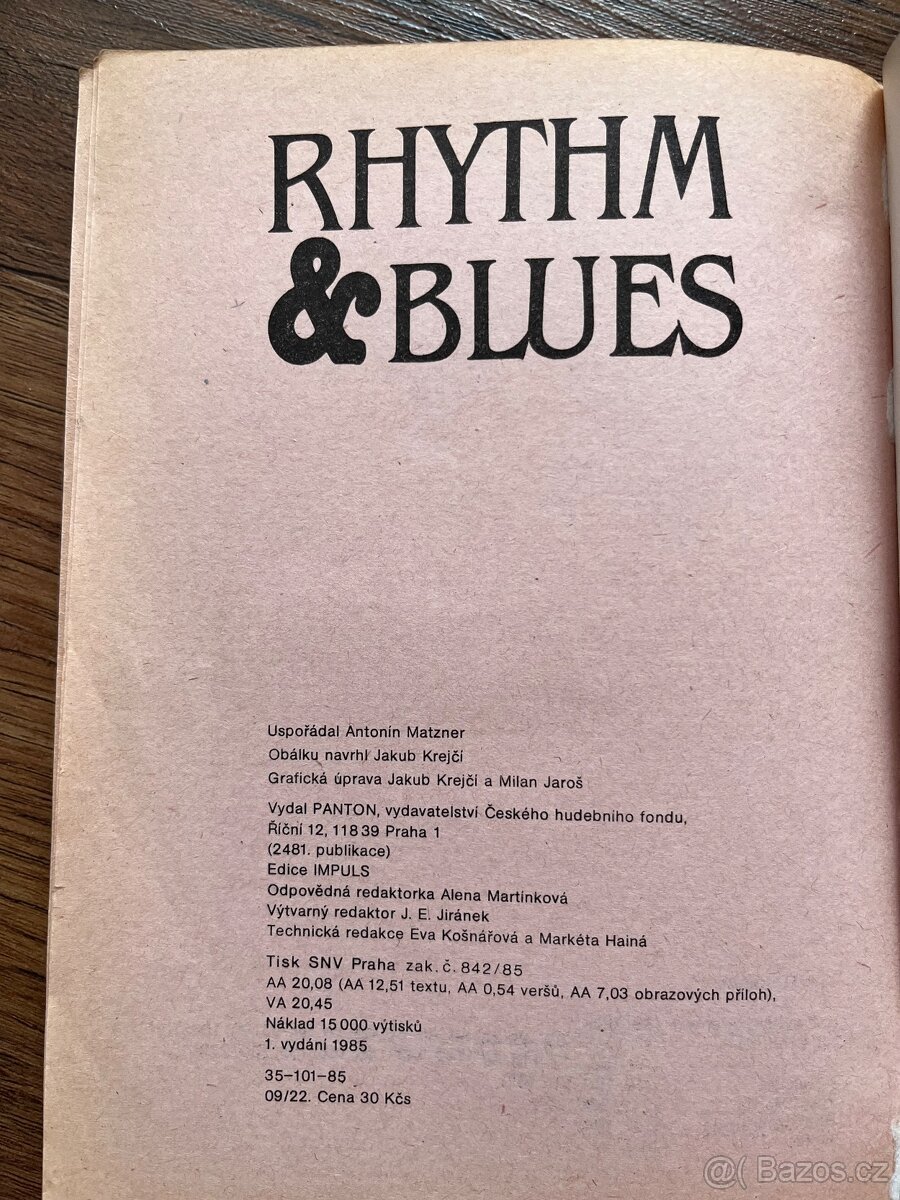 RHYTHM
& BLUES
Uspořádal Antonín Matzner
Obálku navrhl Jakub Krejčí
Grafická úprava Jakub Krejčí a Milan Jaroš
Vydal PANTON, vydavatelství Českého hudebního fondu,
Říční 12, 118 39 Praha 1
(2481. publikace)
Edice IMPULS
Odpovědná redaktorka Alena Martínková
Výtvarný redaktor J. E. Jiránek
Technická redakce Eva Košnářová a Markéta Hainá
Tisk SNV Praha zak. č. 842/85
AA 20,08 (AA 12,51 textu, AA 0,54 veršů, AA 7,03 obrazových příloh),
VA 20,45
Náklad 15 000 výtisků
1. vydání 1985
35–101–85
09/22. Cena 30 Kčs
@( Bazos.cz